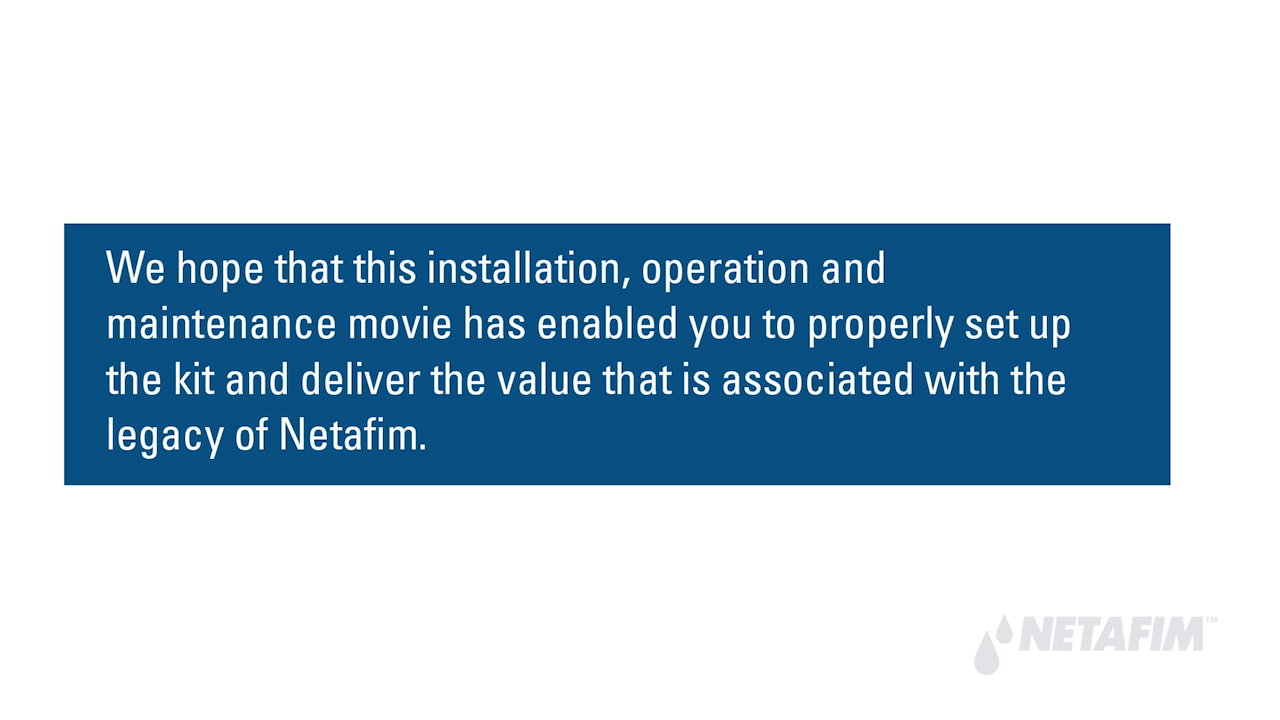 We hope that this installation, operation and
maintenance movie has enabled you to properly set up
the kit and deliver the value that is associated with the
legacy of Netafim.
NETAFIM™